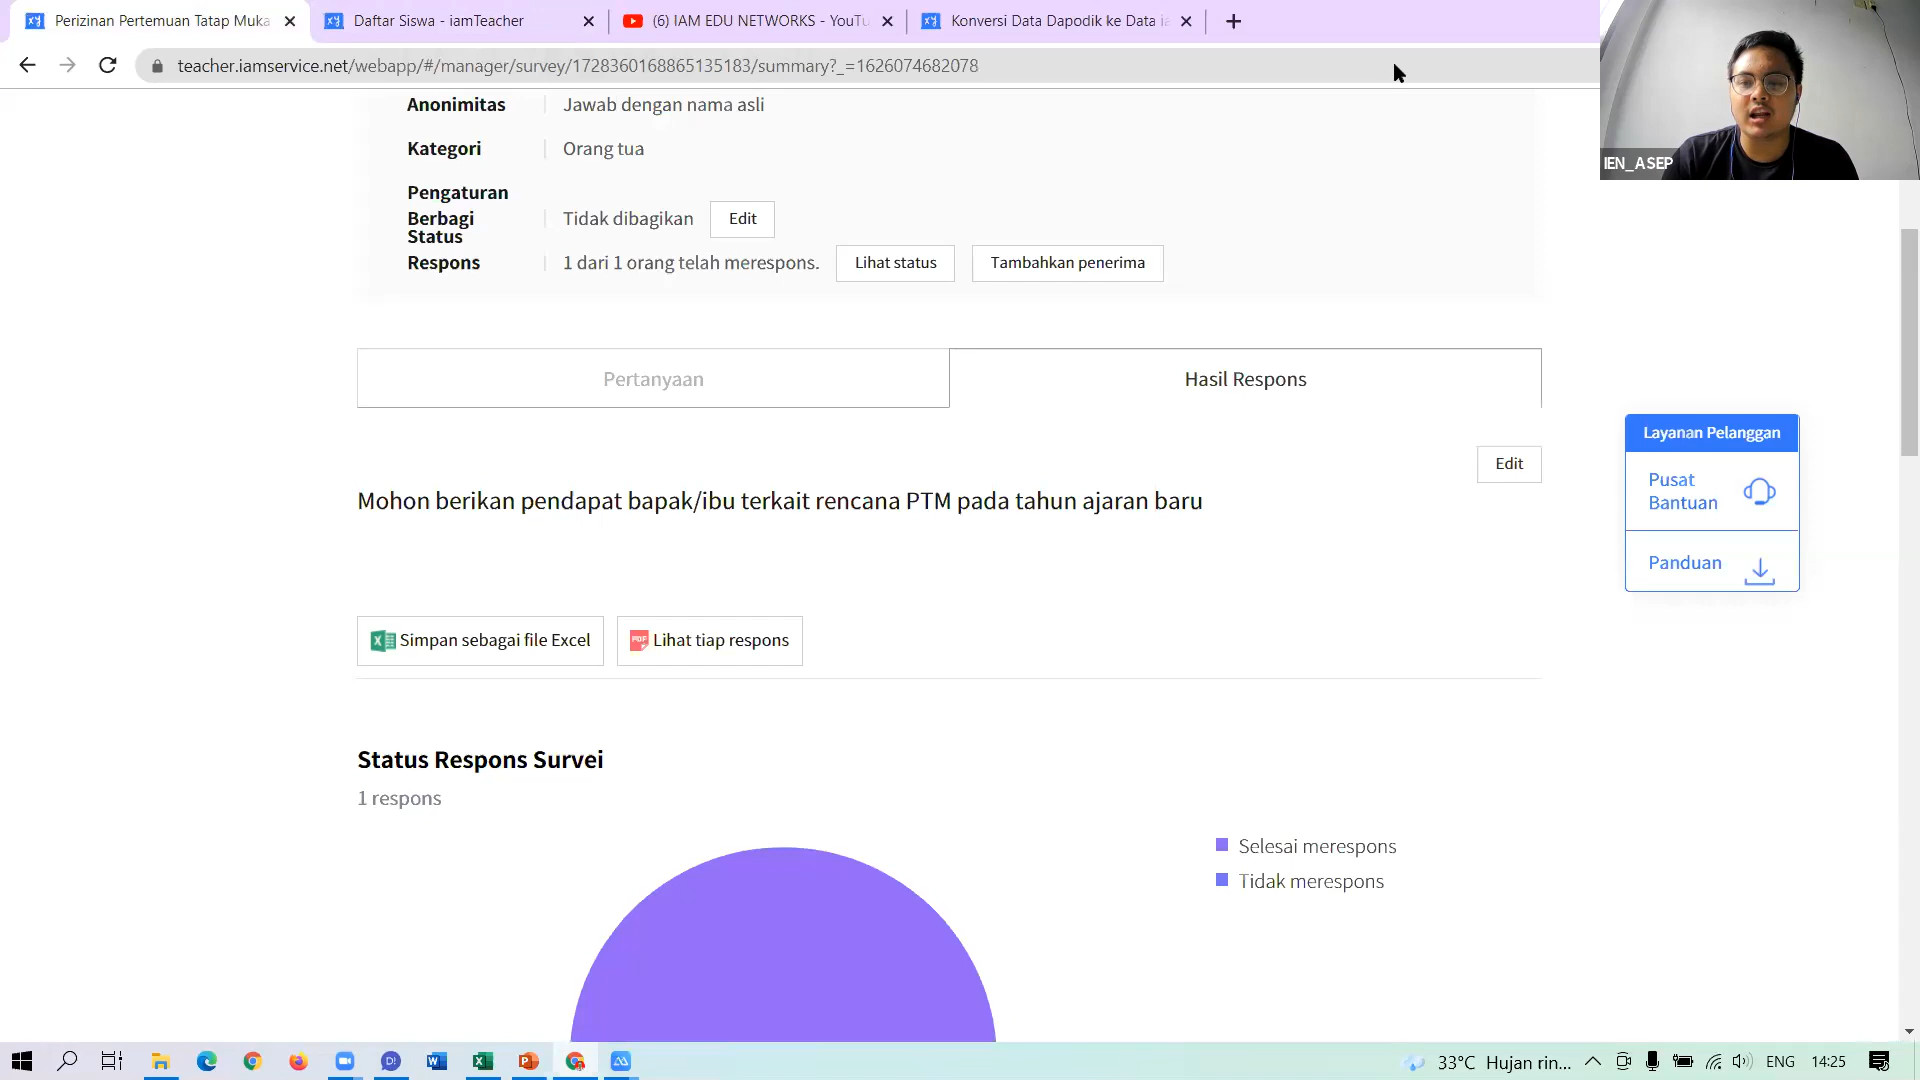 Perizinan Pertemuan Tatap Muka
Daftar Siswa - iamTeacher
(6) IAM EDU NETWORKS - YouTu
Konversi Data Dapodik ke Data ia
teacher.iamservice.net/webapp/#/manager/survey/1728360168865135183/summary?_=1626074682078
IEN_ASEP
Anonimitas
Jawab dengan nama asli
Kategori
Orang tua
Pengaturan
Berbagi
Tidak dibagikan
Edit
Status
Respons
1 dari 1 orang telah merespons.
Lihat status
Tambahkan penerima
Pertanyaan
Hasil Respons
Layanan Pelanggan
Pusat
Bantuan
Panduan
Edit
Mohon berikan pendapat bapak/ibu terkait rencana PTM pada tahun ajaran baru
Simpan sebagai file Excel
PDF
Lihat tiap respons
Status Respons Survei
1 respons
Selesai merespons
Tidak merespons
33°C Hujan rin...
ENG
14:25